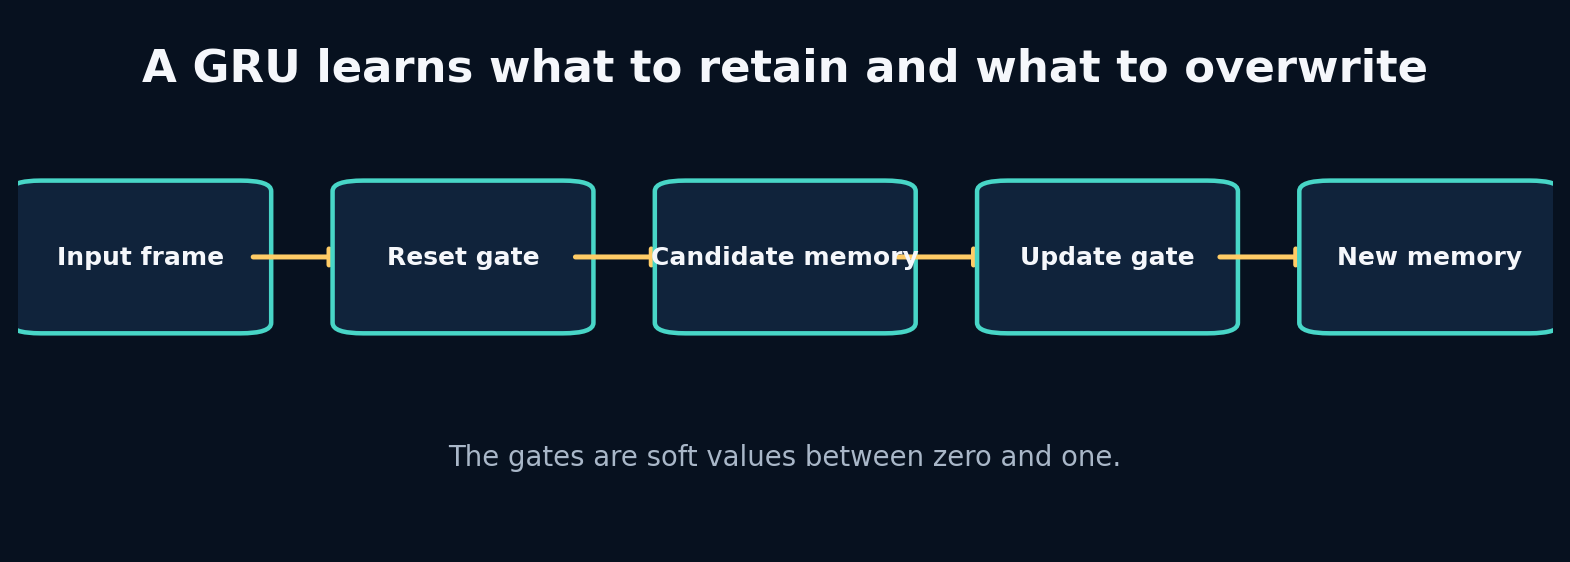 A GRU learns what to retain and what to overwrite
Input frame
Reset gate
Candidate memory
Update gate
New memory
The gates are soft values between zero and one.